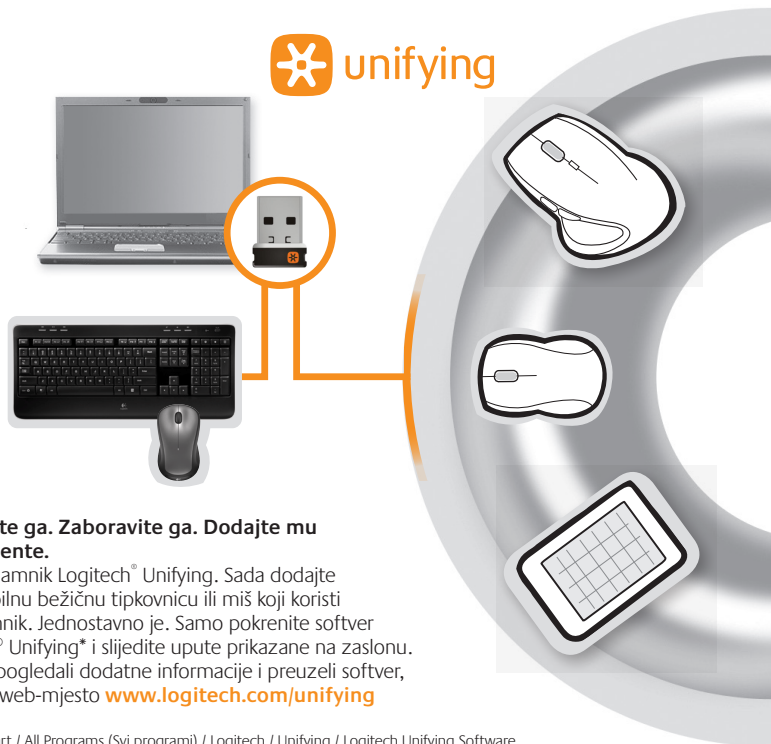 unifying
te ga. Zaboravite ga. Dodajte mu
ente.
amnik Logitech® Unifying. Sada dodajte
ilnu bežičnu tipkovnicu ili miš koji koristi
nik. Jednostavno je. Samo pokrenite softver
® Unifying* i slijedite upute prikazane na zaslonu.
pogledali dodatne informacije i preuzeli softver,
web-mjesto www.logitech.com/unifying
rt / All Programs (Svi programi) / Logitech / Unifying / Logitech Unifying Software